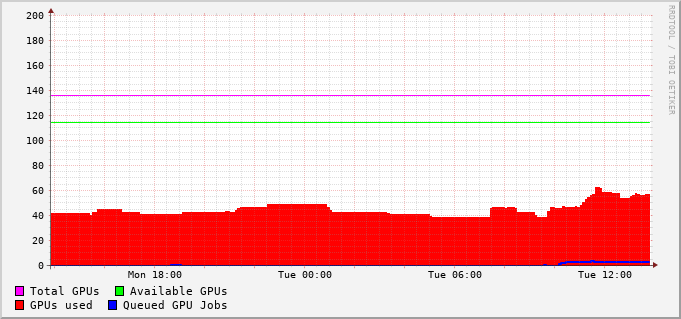 200
180
160
140
120
100
80
60
40
20
0
Mon 18:00 Tue 00:00 Tue 06:00 Tue 12:00
Total GPUs Available GPUs
GPUs used Queued GPU Jobs
RRDTOOL / TOBI OETIKER